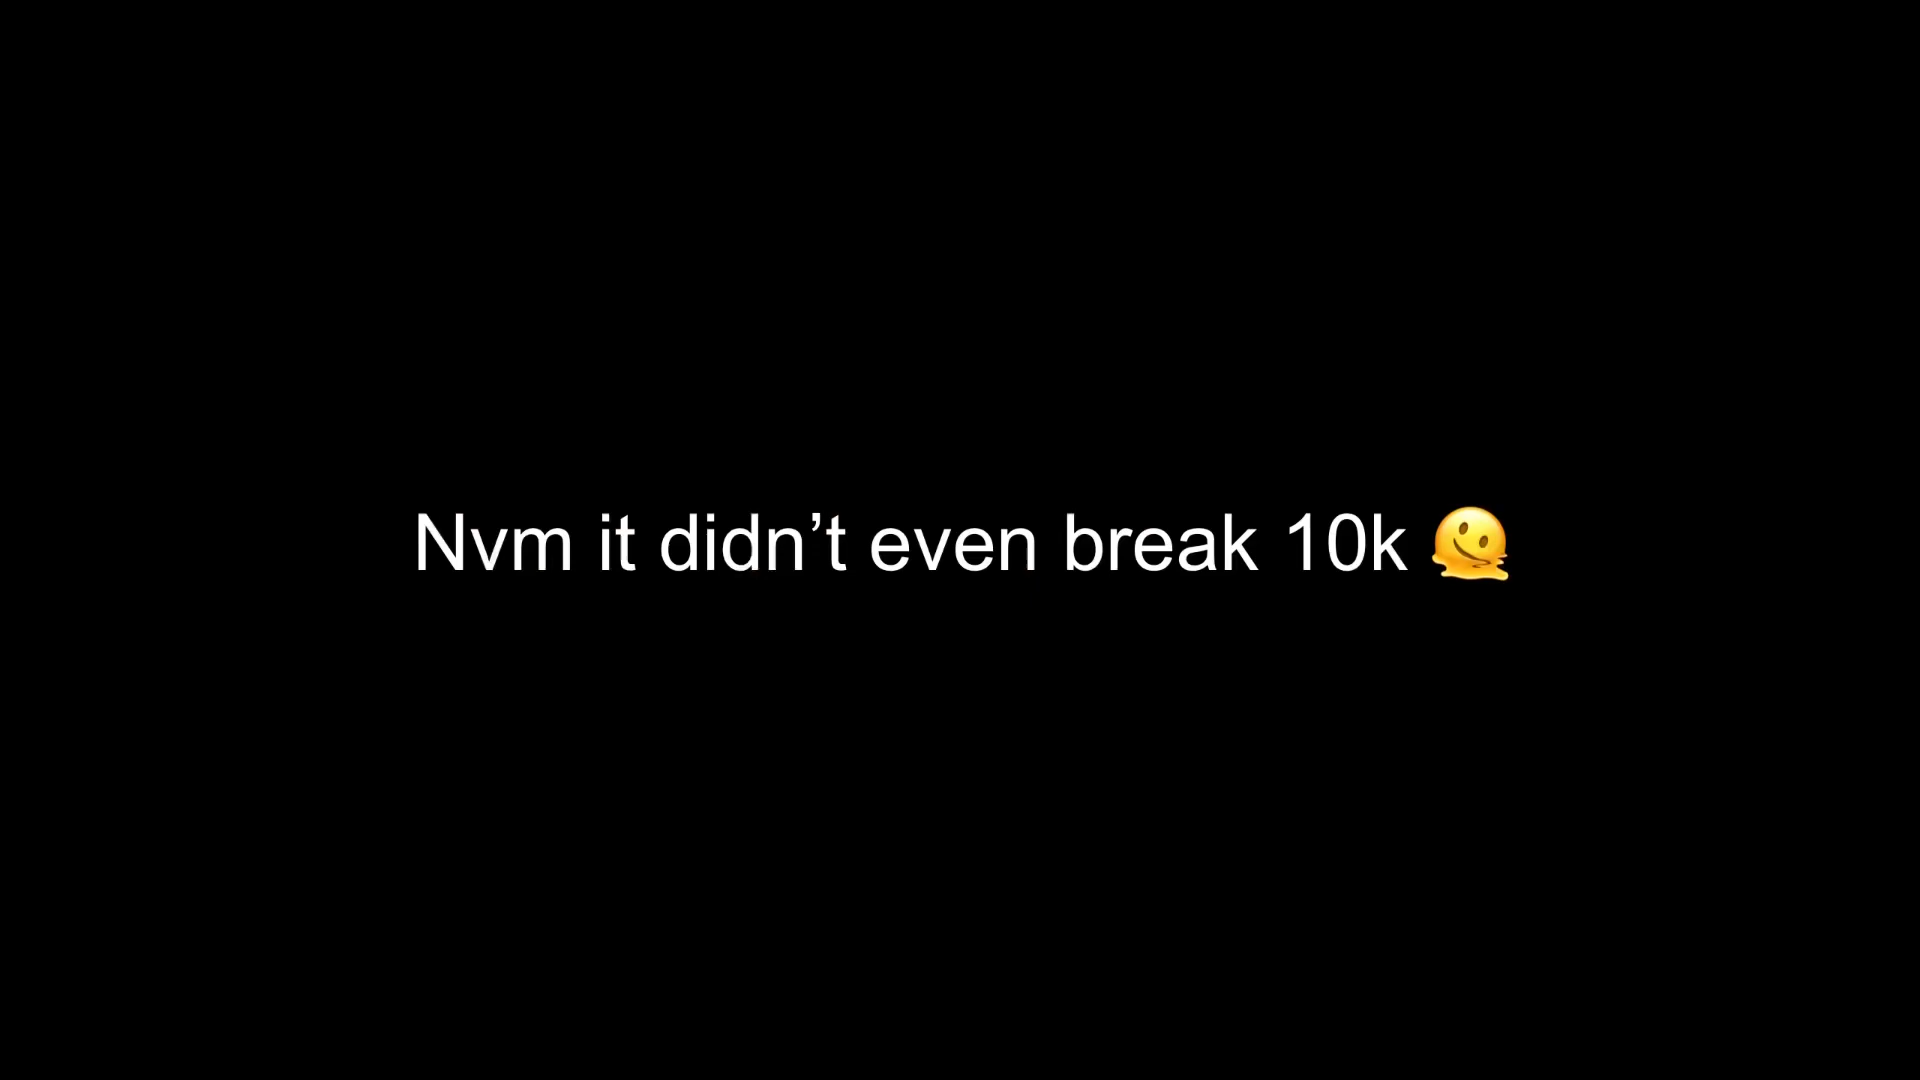 Nvm it didn’t even break 10k 🫠